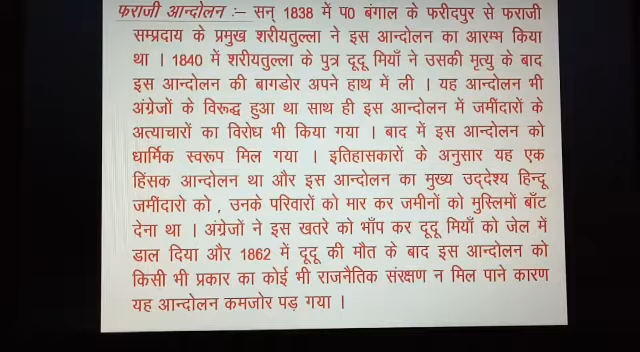 फराजी आन्दोलन :– सन् 1838 में प0 बंगाल के फरीदपुर से फराजी
सम्प्रदाय के प्रमुख शरीयतुल्ला ने इस आन्दोलन का आरम्भ किया
था । 1840 में शरीयतुल्ला के पुत्र दूदू मियाँ ने उसकी मृत्यु के बाद
इस आन्दोलन की बागडोर अपने हाथ में ली । यह आन्दोलन भी
अंग्रेजों के विरूद्ध हुआ था साथ ही इस आन्दोलन में जमींदारों के
अत्याचारों का विरोध भी किया गया । बाद में इस आन्दोलन को
धार्मिक स्वरूप मिल गया । इतिहासकारों के अनुसार यह एक
हिंसक आन्दोलन था और इस आन्दोलन का मुख्य उद्देश्य हिन्दू
जमींदारों को , उनके परिवारों को मार कर जमीनों को मुस्लिमों बाँट
देना था । अंग्रेजों ने इस खतरे को भाँप कर दूदू मियाँ को जेल में
डाल दिया और 1862 में दूदू की मौत के बाद इस आन्दोलन को
किसी भी प्रकार का कोई भी राजनैतिक संरक्षण न मिल पाने कारण
यह आन्दोलन कमजोर पड़ गया ।